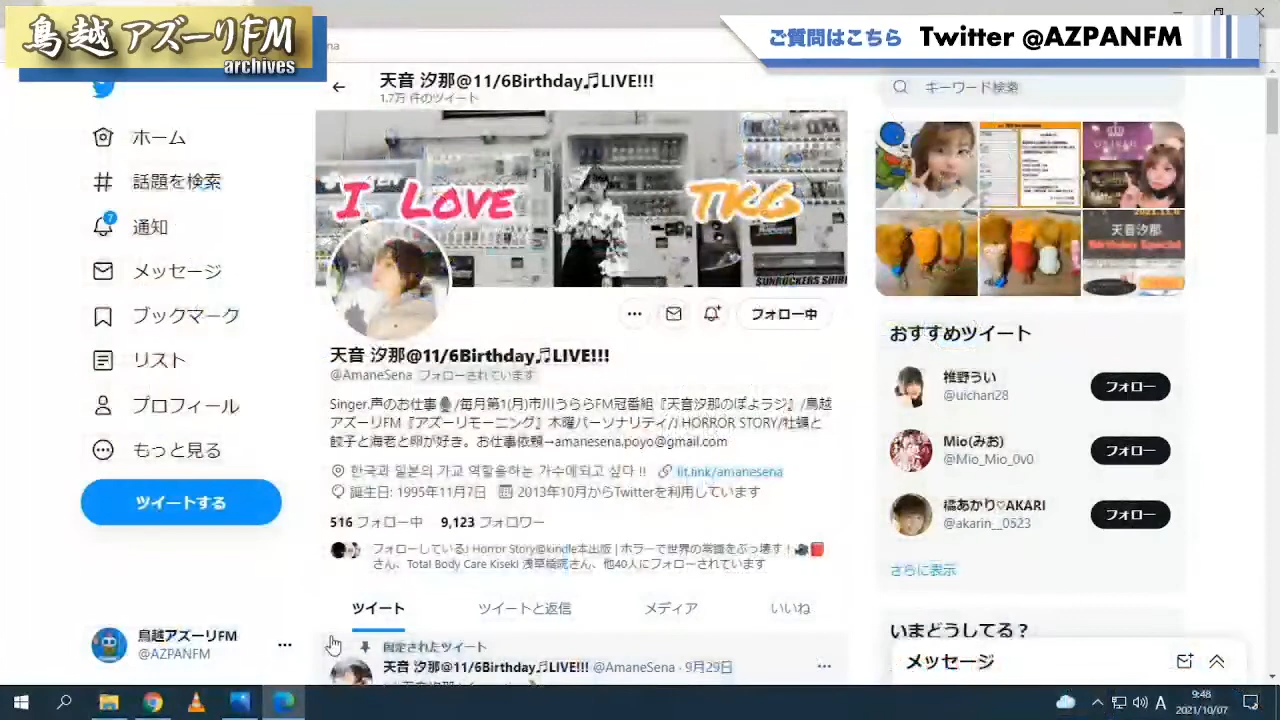 鳥越アズーリFM
archives
ご質問はこちら Twitter @AZPANFM
天音 汐那@11/6Birthday🎵LIVE!!!
1.7万 件のツイート
キーワード検索
ホーム
話題を検索
7
通知
メッセージ
ブックマーク
リスト
プロフィール
もっと見る
ツイートする
鳥越アズーリFM
@AZPANFM
I LOVE TKG
SUNROCKERS SHIB
フォロー中
天音 汐那@11/6Birthday🎵LIVE!!!
@AmaneSena フォローされています
Singer.声のお仕事/毎月第1(月)市川うららFM冠番組『天音汐那のぽよラジ』/鳥越
アズーリFM『アズーリモーニング』木曜パーソナリティ/J HORROR STORY/牡蠣と
餃子と海老と卵が好き。お仕事依頼→amanesena.poyo@gmail.com
한국과 일본의 가교 역할을하는 가수에되고 싶다 !! lit.link/amanesena
誕生日: 1995年11月7日 2013年10月からTwitterを利用しています
516 フォロー中 9,123 フォロワー
フォローしているJ Horror Story@kindle本出版 | ホラーで世界の常識をぶっ壊す！
さん、Total Body Care Kiseki 浅草橋院さん、他40人にフォローされています
ツイート ツイートと返信 メディア いいね
固定されたツイート
天音 汐那@11/6Birthday🎵LIVE!!! @AmaneSena · 9月29日
2021.11.6
天音汐那
Birthday Special
おすすめツイート
椎野うい
@uichari28
フォロー
Mio(みお)
@Mio_Mio_0v0
フォロー
橘あかり♡AKARI
@akarin__0523
フォロー
さらに表示
いまどうしてる？
メッセージ
A
9:48
2021/10/07